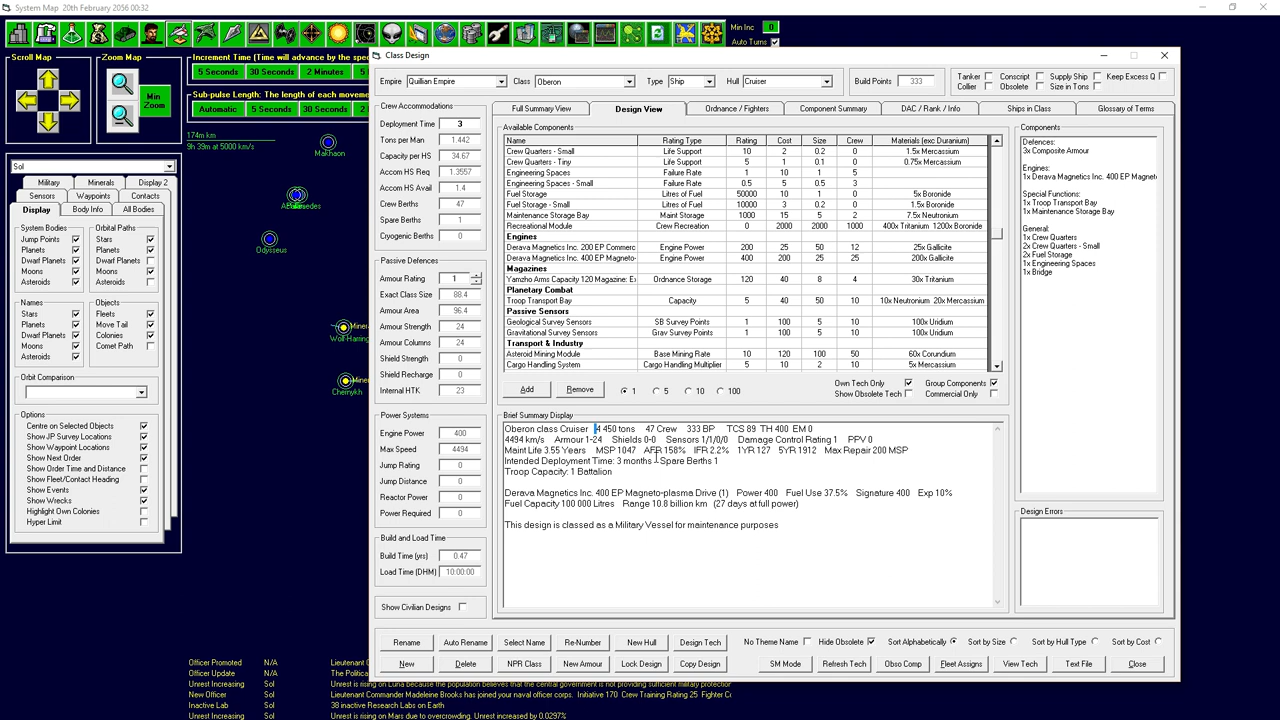 System Map 20th February 2056 00:32
Min Inc 0
Auto Turns
Scroll Map
Zoom Map
Min Zoom
Increment Time (Time will advance by the spe
5 Seconds 30 Seconds 2 Minutes
Sub-pulse Length: The length of each movem
Automatic 5 Seconds 30 Seconds
174m km
9h 39m at 5000 km/s
Makhaon
Odysseus
Wolf-Harring
Chernykh
Sol
Military Minerals Display 2
Sensors Waypoints Contacts
Display Body Info All Bodies
System Bodies
Jump Points
Planets
Dwarf Planets
Moons
Asteroids
Orbital Paths
Stars
Planets
Dwarf Planets
Moons
Asteroids
Names
Stars
Planets
Dwarf Planets
Moons
Asteroids
Objects
Fleets
Move Tail
Colonies
Comet Path
Orbit Comparison
Options
Centre on Selected Objects
Show JP Survey Locations
Show Waypoint Locations
Show Next Order
Show Order Time and Distance
Show Fleet/Contact Heading
Show Events
Show Wrecks
Highlight Own Colonies
Hyper Limit
Class Design
Empire Quillian Empire Class Oberon Type Ship Hull Cruiser Build Points 333
Tanker Conscript Supply Ship Keep Excess Q
Collier Obsolete Size in Tons
Crew Accommodations
Deployment Time 3
Tons per Man 1.442
Capacity per HS 34.67
Accom HS Req 1.3557
Accom HS Avail 1.4
Crew Berths 47
Spare Berths 1
Cryogenic Berths 0
Passive Defences
Armour Rating 1
Exact Class Size 88.4
Armour Area 96.4
Armour Strength 24
Armour Columns 24
Shield Strength 0
Shield Recharge 0
Internal HTK 23
Power Systems
Engine Power 400
Max Speed 4494
Jump Rating 0
Jump Distance 0
Reactor Power 0
Power Required 0
Build and Load Time
Build Time (yrs) 0.47
Load Time (DHM) 10:00:00
Show Civilian Designs
Full Summary View Design View Ordnance / Fighters Component Summary DAC / Rank / Info Ships in Class Glossary of Terms
Available Components
Name Rating Type Rating Cost Size Crew Materials (exc Duranium)
Crew Quarters - Small Life Support 10 2 0.2 0 1.5x Mercassium
Crew Quarters - Tiny Life Support 5 1 0.1 0 0.75x Mercassium
Engineering Spaces Failure Rate 1 10 1 5
Engineering Spaces - Small Failure Rate 0.5 5 0.5 3
Fuel Storage Fuel Storage 50000 10 1 0 5x Boronide
Fuel Storage - Small Fuel Storage 10000 3 0.2 0 1.5x Boronide
Maintenance Storage Bay Maint Storage 1000 15 5 2 7.5x Neutronium
Recreational Module Crew Recreation 0 2000 2000 0 400x Tritanium 1200x Boronide
Engines
Derava Magnetics Inc. 200 EP Commerc Engine Power 200 25 50 12 25x Gallicite
Derava Magnetics Inc. 400 EP Magneto-p Engine Power 400 200 50 50 200x Gallicite
Magazines
Yamzho Arms Capacity 120 Magazine: E Ordnance Storage 120 40 8 4 30x Tritanium
Planetary Combat
Troop Transport Bay Capacity 5 40 50 10 10x Neutronium 20x Mercassium
Passive Sensors
Geological Survey Sensors SB Survey Points 1 100 5 10 100x Uridium
Gravitational Survey Sensors Grav Survey Points 1 100 5 10 100x Uridium
Transport & Industry
Asteroid Mining Module Base Mining Rate 10 120 100 50 60x Corundium
Cargo Handling System Cargo Handling Multiplier 5 10 2 10 5x Mercassium
Add Remove 1 5 10 100
Own Tech Only Group Components
Show Obsolete Tech Commercial Only
Components
Defences:
3x Composite Armour
Engines:
1x Derava Magnetics Inc. 400 EP Magnet
Special Functions:
1x Troop Transport Bay
1x Maintenance Storage Bay
General:
1x Crew Quarters
2x Crew Quarters - Small
2x Fuel Storage
1x Engineering Spaces
1x Bridge
Design Errors
Brief Summary Display
Oberon class Cruiser 4 450 tons 47 Crew 333 BP TCS 89 TH 400 EM 0
4494 km/s Armour 1-24 Shields 0-0 Sensors 1/1/0/0 Damage Control Rating 1 PPV 0
Maint Life 3.55 Years MSP 1047 AFR 158% IFR 2.2% 1YR 127 5YR 1912 Max Repair 200 MSP
Intended Deployment Time: 3 months Spare Berths 1
Troop Capacity: 1 Battalion
Derava Magnetics Inc. 400 EP Magneto-plasma Drive (1) Power 400 Fuel Use 37.5% Signature 400 Exp 10%
Fuel Capacity 100 000 Litres Range 10.8 billion km (27 days at full power)
This design is classed as a Military Vessel for maintenance purposes
Rename Auto Rename Select Name Re-Number New Hull Design Tech No Theme Name Hide Obsolete Sort Alphabetically Sort by Size Sort by Hull Type Sort by Cost
New Delete NPR Class New Armour Lock Design Copy Design SM Mode Refresh Tech Obso Comp Fleet Assigns View Tech Text File Close
Officer Promoted N/A Lieutenant C
Officer Update N/A The Political
Unrest Increasing Sol Unrest is rising on Luna because the population believes that the central government is not providing sufficient military protection
New Officer Sol Lieutenant Commander Madeleine Brooks has joined your naval officer corps. Initiative 170 Crew Training Rating 25 Fighter Cc
Inactive Lab Sol 38 inactive Research Labs on Earth
Unrest Increasing Sol Unrest is rising on Mars due to overcrowding. Unrest increased by 0.0297%